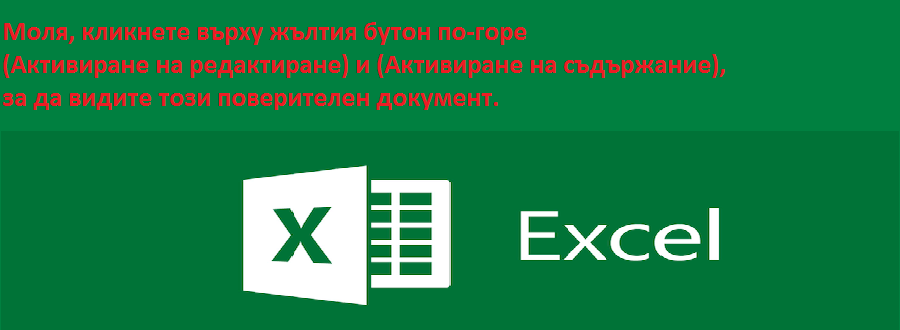 Моля, кликнете върху жълтия бутон по-горе
(Активиране на редактиране) и (Активиране на съдържание),
за да видите този поверителен документ.
X
Excel